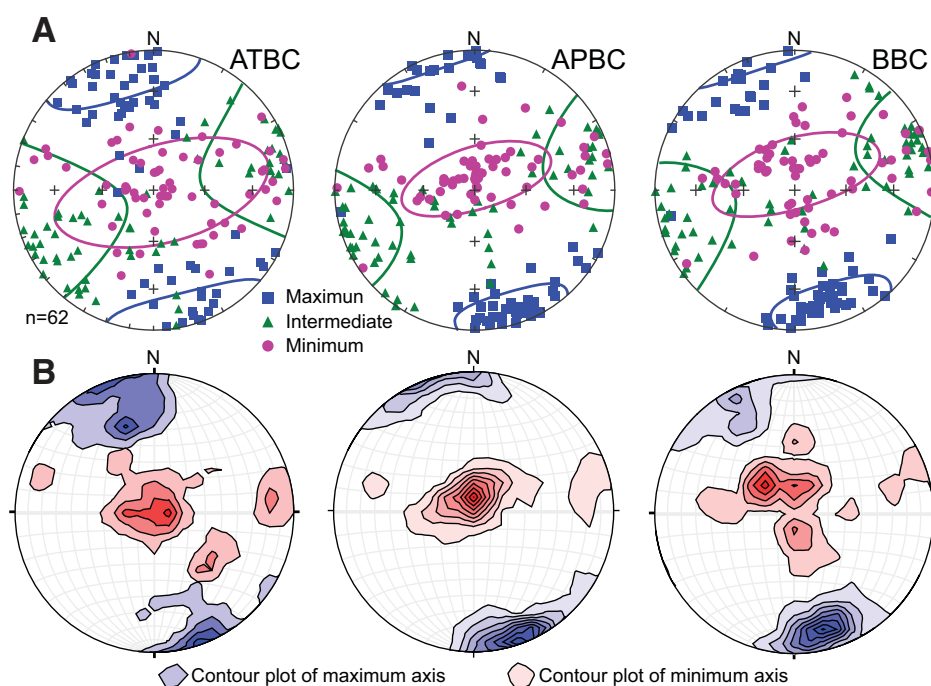 A
N
ATBC
APBC
N
BBC
n=62
Maximun
Intermediate
Minimum
B
N
N
N
Contour plot of maximum axis
Contour plot of minimum axis